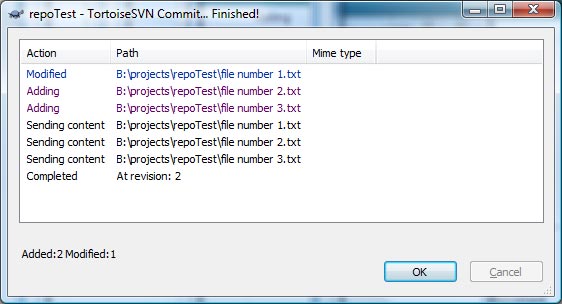 repoTest - TortoiseSVN Commit... Finished!
Action Path Mime type
Modified B:\projects\repoTest\file number 1.txt
Adding B:\projects\repoTest\file number 2.txt
Adding B:\projects\repoTest\file number 3.txt
Sending content B:\projects\repoTest\file number 1.txt
Sending content B:\projects\repoTest\file number 2.txt
Sending content B:\projects\repoTest\file number 3.txt
Completed At revision: 2
Added:2 Modified:1
OK Cancel